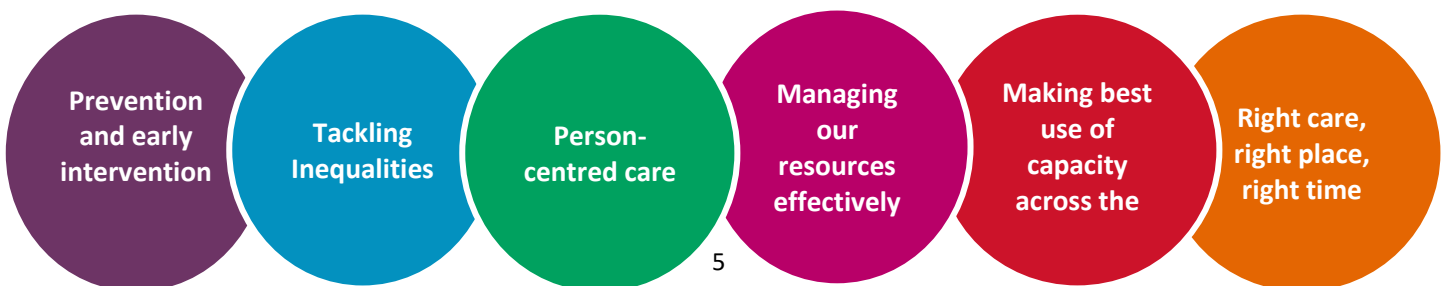 Prevention
and early
intervention
Tackling
Inequalities
Person-
centred care
Managing
our
resources
effectively
Making best
use of
capacity
across the
Right care,
right place,
right time
5